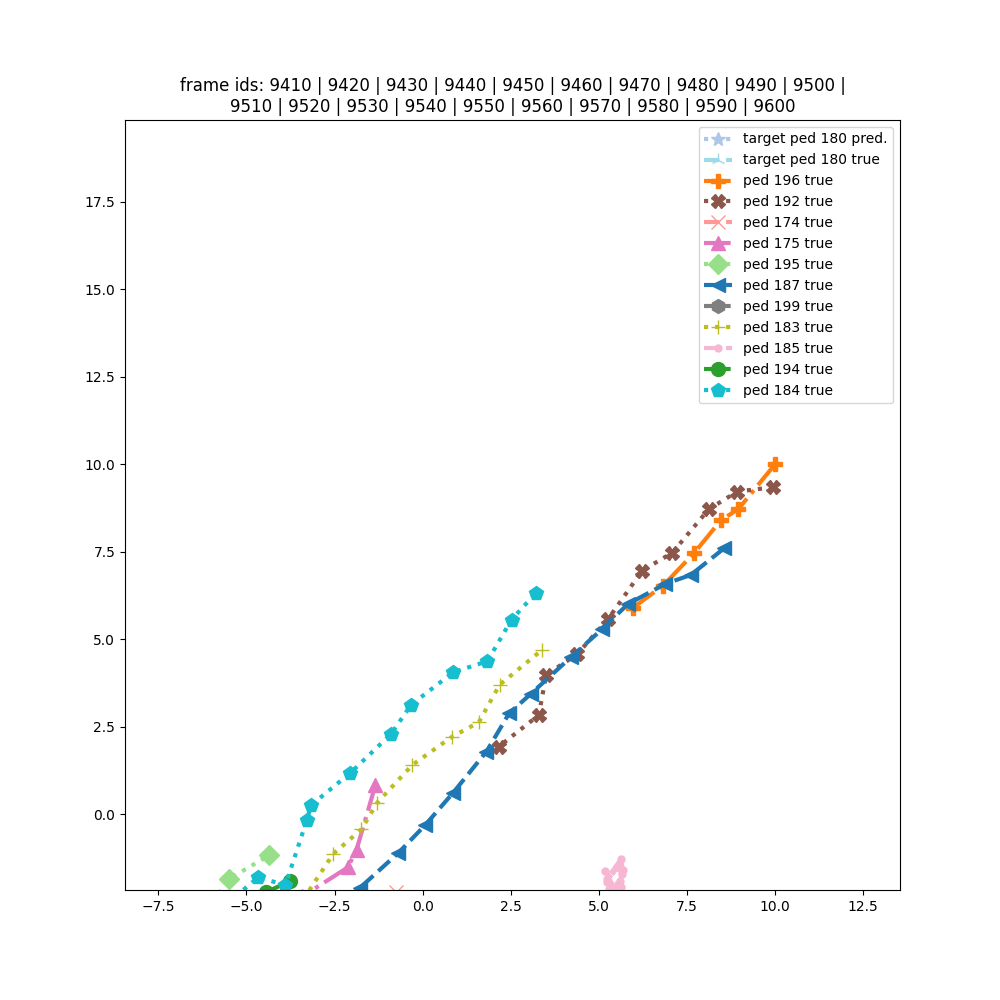 frame ids: 9410 | 9420 | 9430 | 9440 | 9450 | 9460 | 9470 | 9480 | 9490 | 9500 |
9510 | 9520 | 9530 | 9540 | 9550 | 9560 | 9570 | 9580 | 9590 | 9600
target ped 180 pred.
target ped 180 true
ped 196 true
ped 192 true
ped 174 true
ped 175 true
ped 195 true
ped 187 true
ped 199 true
ped 183 true
ped 185 true
ped 194 true
ped 184 true
17.5
15.0
12.5
10.0
7.5
5.0
2.5
0.0
−7.5 −5.0 −2.5 0.0 2.5 5.0 7.5 10.0 12.5